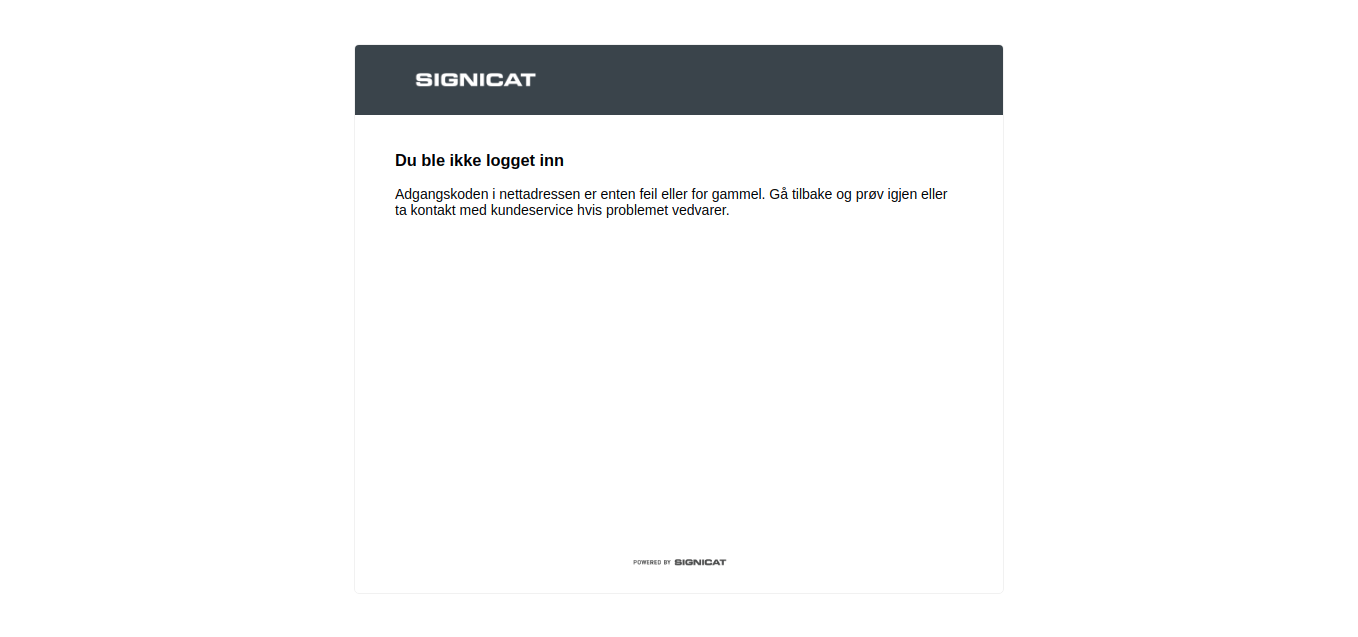 SIGNICAT
Du ble ikke logget inn
Adgangskoden i nettadressen er enten feil eller for gammel. Gå tilbake og prøv igjen eller
ta kontakt med kundeservice hvis problemet vedvarer.
POWERED BY SIGNICAT